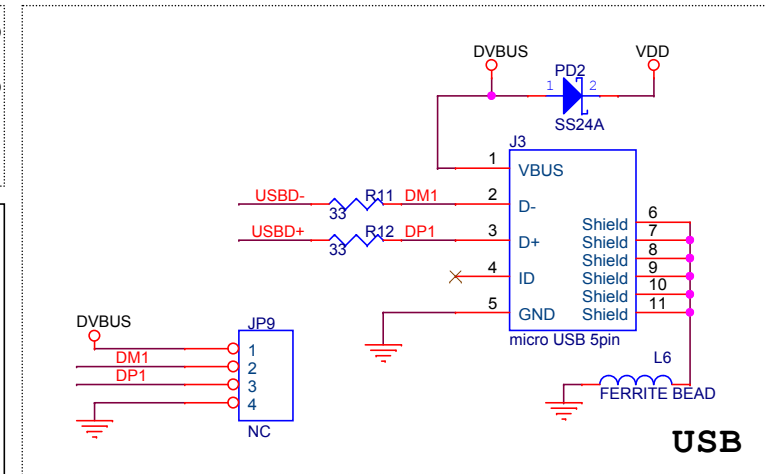 DVBUS
VDD
PD2
1
2
SS24A
J3
1
VBUS
USBD-
R11
DM1
33
2
D-
USBD+
R12
DP1
33
3
D+
4
ID
5
GND
Shield
6
Shield
7
Shield
8
Shield
9
Shield
10
Shield
11
micro USB 5pin
DVBUS
JP9
1
DM1
2
DP1
3
4
NC
L6
FERRITE BEAD
USB